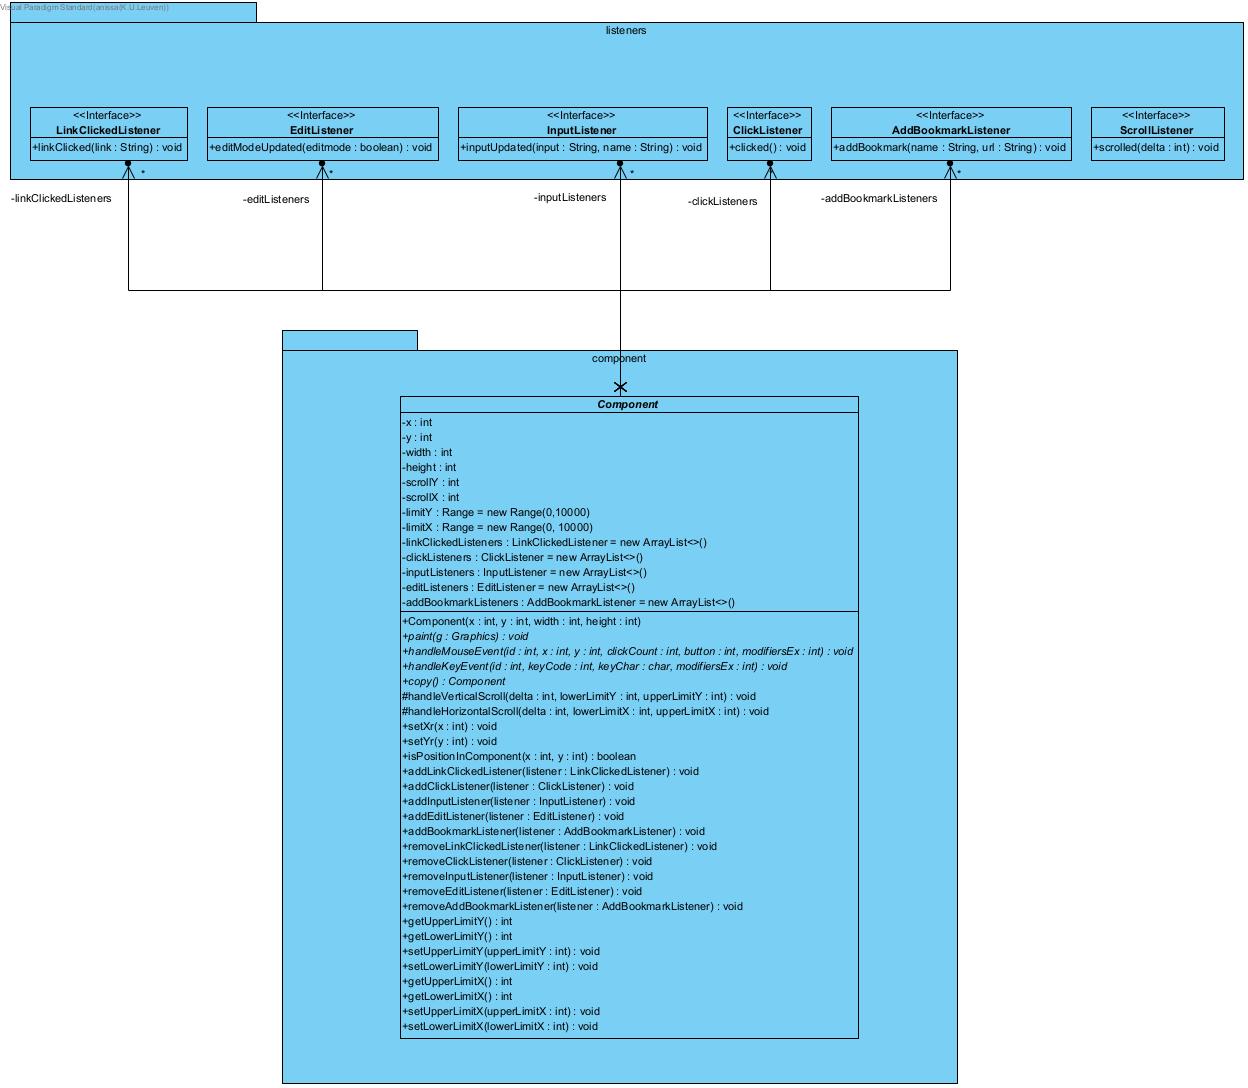 Visual Paradigm Standard(anissa(K.U.Leuven))
listeners
<<Interface>>
LinkClickedListener
+linkClicked(link : String) : void
<<Interface>>
EditListener
+editModeUpdated(editmode : boolean) : void
<<Interface>>
InputListener
+inputUpdated(input : String, name : String) : void
<<Interface>>
ClickListener
+clicked() : void
<<Interface>>
AddBookmarkListener
+addBookmark(name : String, url : String) : void
<<Interface>>
ScrollListener
+scrolled(delta : int) : void
*
*
*
*
*
-linkClickedListeners
-editListeners
-inputListeners
-clickListeners
-addBookmarkListeners
component
Component
-x : int
-y : int
-width : int
-height : int
-scrollY : int
-scrollX : int
-limitY : Range = new Range(0,10000)
-limitX : Range = new Range(0, 10000)
-linkClickedListeners : LinkClickedListener = new ArrayList<>()
-clickListeners : ClickListener = new ArrayList<>()
-inputListeners : InputListener = new ArrayList<>()
-editListeners : EditListener = new ArrayList<>()
-addBookmarkListeners : AddBookmarkListener = new ArrayList<>()
+Component(x : int, y : int, width : int, height : int)
+paint(g : Graphics) : void
+handleMouseEvent(id : int, x : int, y : int, clickCount : int, button : int, modifiersEx : int) : void
+handleKeyEvent(id : int, keyCode : int, keyChar : char, modifiersEx : int) : void
+copy() : Component
#handleVerticalScroll(delta : int, lowerLimitY : int, upperLimitY : int) : void
#handleHorizontalScroll(delta : int, lowerLimitX : int, upperLimitX : int) : void
+setXr(x : int) : void
+setYr(y : int) : void
+isPositionInComponent(x : int, y : int) : boolean
+addLinkClickedListener(listener : LinkClickedListener) : void
+addClickListener(listener : ClickListener) : void
+addInputListener(listener : InputListener) : void
+addEditListener(listener : EditListener) : void
+addBookmarkListener(listener : AddBookmarkListener) : void
+removeLinkClickedListener(listener : LinkClickedListener) : void
+removeClickListener(listener : ClickListener) : void
+removeInputListener(listener : InputListener) : void
+removeEditListener(listener : EditListener) : void
+removeAddBookmarkListener(listener : AddBookmarkListener) : void
+getUpperLimitY() : int
+getLowerLimitY() : int
+setUpperLimitY(upperLimitY : int) : void
+setLowerLimitY(lowerLimitY : int) : void
+getUpperLimitX() : int
+getLowerLimitX() : int
+setUpperLimitX(upperLimitX : int) : void
+setLowerLimitX(lowerLimitX : int) : void